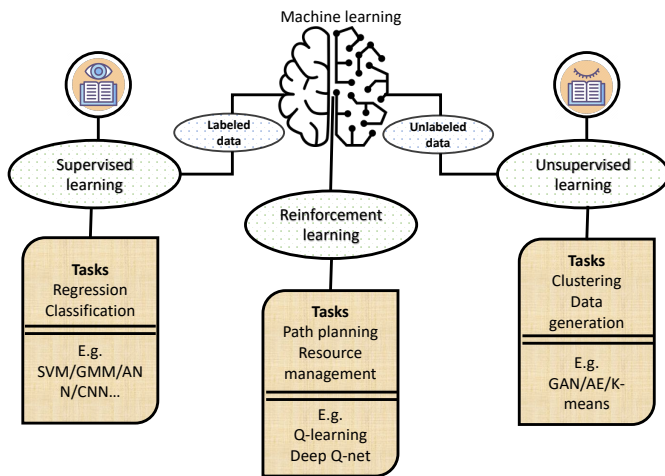 Machine learning
Labeled
data
Unlabeled
data
Supervised
learning
Reinforcement
learning
Unsupervised
learning
Tasks
Regression
Classification
E.g.
SVM/GMM/AN
N/CNN...
Tasks
Path planning
Resource
management
E.g.
Q-learning
Deep Q-net
Tasks
Clustering
Data
generation
E.g.
GAN/AE/K-
means